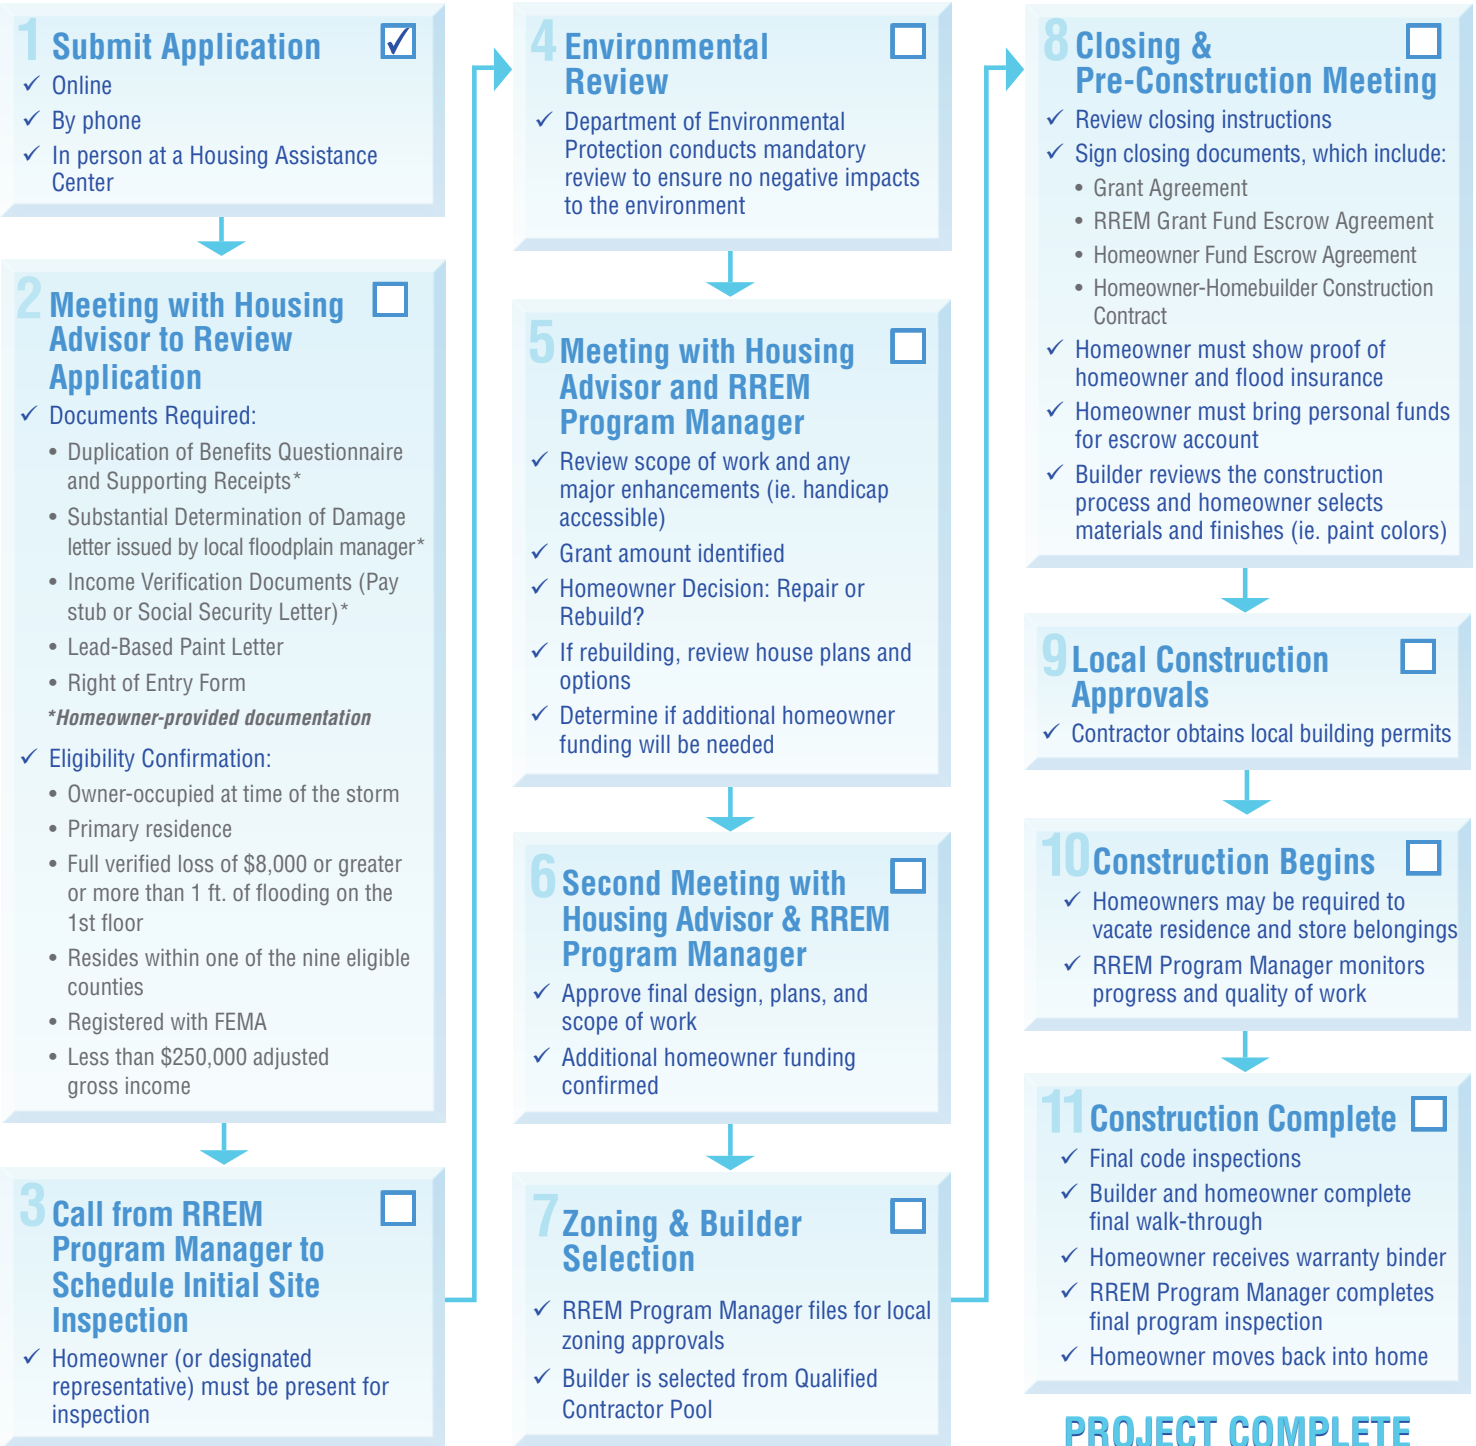 1 Submit Application
✓ Online
✓ By phone
✓ In person at a Housing Assistance
Center
2 Meeting with Housing
Advisor to Review
Application
✓ Documents Required:
• Duplication of Benefits Questionnaire
and Supporting Receipts*
• Substantial Determination of Damage
letter issued by local floodplain manager*
• Income Verification Documents (Pay
stub or Social Security Letter)*
• Lead-Based Paint Letter
• Right of Entry Form
*Homeowner-provided documentation
✓ Eligibility Confirmation:
• Owner-occupied at time of the storm
• Primary residence
• Full verified loss of $8,000 or greater
or more than 1 ft. of flooding on the
1st floor
• Resides within one of the nine eligible
counties
• Registered with FEMA
• Less than $250,000 adjusted
gross income
3 Call from RREM
Program Manager to
Schedule Initial Site
Inspection
✓ Homeowner (or designated
representative) must be present for
inspection
4 Environmental
Review
✓ Department of Environmental
Protection conducts mandatory
review to ensure no negative impacts
to the environment
5 Meeting with Housing
Advisor and RREM
Program Manager
✓ Review scope of work and any
major enhancements (ie. handicap
accessible)
✓ Grant amount identified
✓ Homeowner Decision: Repair or
Rebuild?
✓ If rebuilding, review house plans and
options
✓ Determine if additional homeowner
funding will be needed
6 Second Meeting with
Housing Advisor & RREM
Program Manager
✓ Approve final design, plans, and
scope of work
✓ Additional homeowner funding
confirmed
7 Zoning & Builder
Selection
✓ RREM Program Manager files for local
zoning approvals
✓ Builder is selected from Qualified
Contractor Pool
8 Closing &
Pre-Construction Meeting
✓ Review closing instructions
✓ Sign closing documents, which include:
• Grant Agreement
• RREM Grant Fund Escrow Agreement
• Homeowner Fund Escrow Agreement
• Homeowner-Homebuilder Construction
Contract
✓ Homeowner must show proof of
homeowner and flood insurance
✓ Homeowner must bring personal funds
for escrow account
✓ Builder reviews the construction
process and homeowner selects
materials and finishes (ie. paint colors)
9 Local Construction
Approvals
✓ Contractor obtains local building permits
10 Construction Begins
✓ Homeowners may be required to
vacate residence and store belongings
✓ RREM Program Manager monitors
progress and quality of work
11 Construction Complete
✓ Final code inspections
✓ Builder and homeowner complete
final walk-through
✓ Homeowner receives warranty binder
✓ RREM Program Manager completes
final program inspection
✓ Homeowner moves back into home
PROJECT COMPLETE